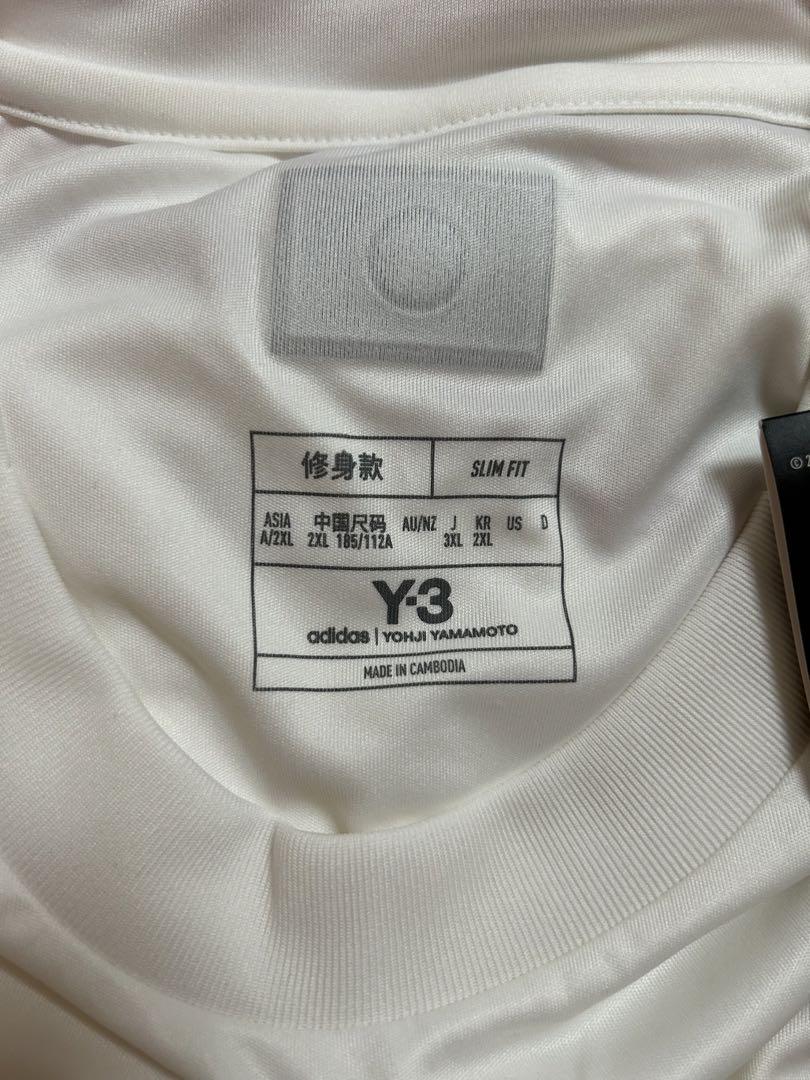 修身款 SLIM FIT
ASIA 中国尺码 AU/NZ J KR US D
A/2XL 2XL 185/112A 3XL 2XL
Y-3
adidas | YOHJI YAMAMOTO
MADE IN CAMBODIA